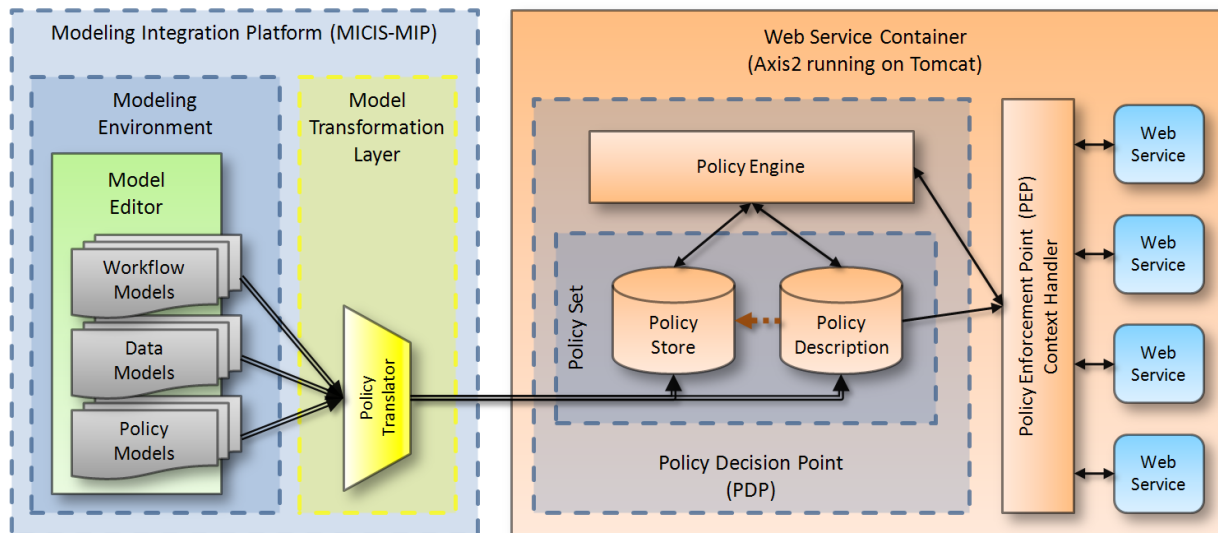 Modeling Integration Platform (MICIS-MIP)
Modeling
Environment
Model
Transformation
Layer
Model
Editor
Workflow
Models
Data
Models
Policy
Models
Policy
Translator
Web Service Container
(Axis2 running on Tomcat)
Policy Engine
Policy Set
Policy
Store
Policy
Description
Policy Decision Point
(PDP)
Policy Enforcement Point (PEP)
Context Handler
Web
Service
Web
Service
Web
Service
Web
Service